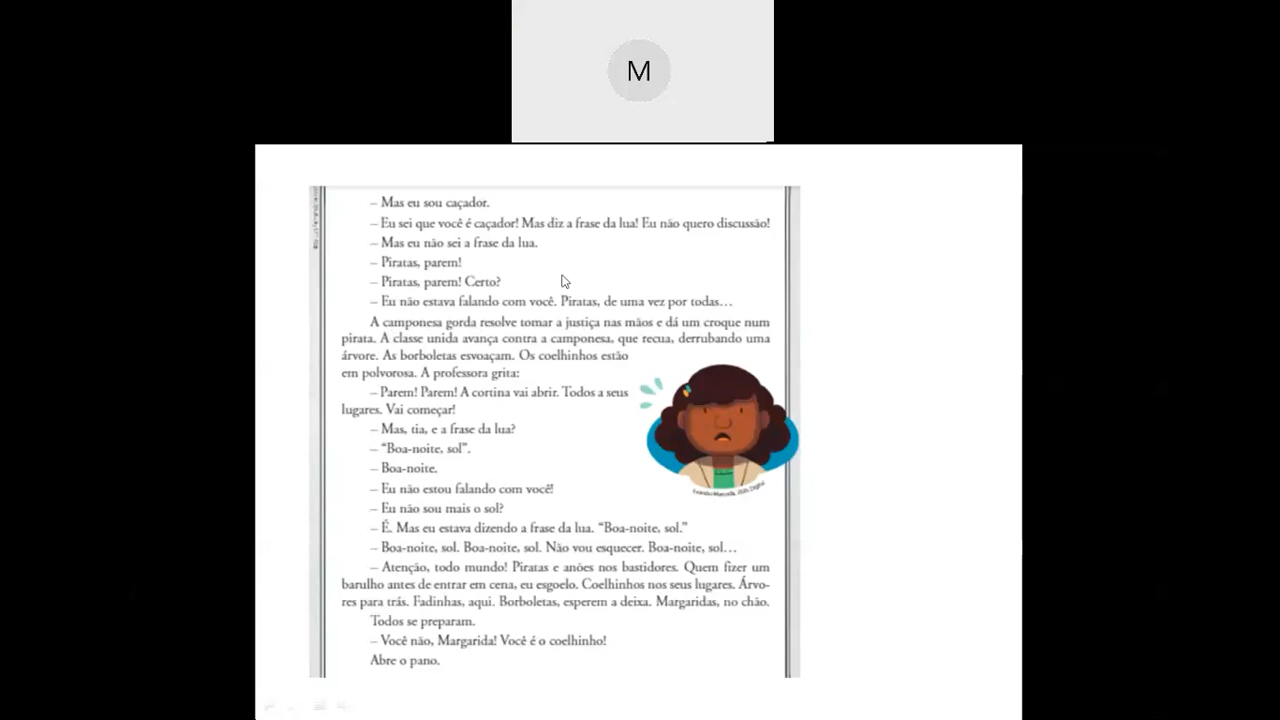 M
– Mas eu sou caçador.
– Eu sei que você é caçador! Mas diz a frase da lua! Eu não quero discussão!
– Mas eu não sei a frase da lua.
– Piratas, parem!
– Piratas, parem! Certo?
– Eu não estava falando com você. Piratas, de uma vez por todas...
A camponesa gorda resolve tomar a justiça nas mãos e dá um croque num
pirata. A classe unida avança contra a camponesa, que recua, derrubando uma
árvore. As borboletas esvoaçam. Os coelhinhos estão
em polvorosa. A professora grita:
– Parem! Parem! A cortina vai abrir. Todos a seus
lugares. Vai começar!
– Mas, tia, e a frase da lua?
– “Boa-noite, sol”.
– Boa-noite.
– Eu não estou falando com você!
– Eu não sou mais o sol?
– É. Mas eu estava dizendo a frase da lua. “Boa-noite, sol.”
– Boa-noite, sol. Boa-noite, sol. Não vou esquecer. Boa-noite, sol...
– Atenção, todo mundo! Piratas e anões nos bastidores. Quem fizer um
barulho antes de entrar em cena, eu esgoelo. Coelhinhos nos seus lugares. Árvo-
res para trás. Fadinhas, aqui. Borboletas, esperem a deixa. Margaridas, no chão.
Todos se preparam.
– Você não, Margarida! Você é o coelhinho!
Abre o pano.